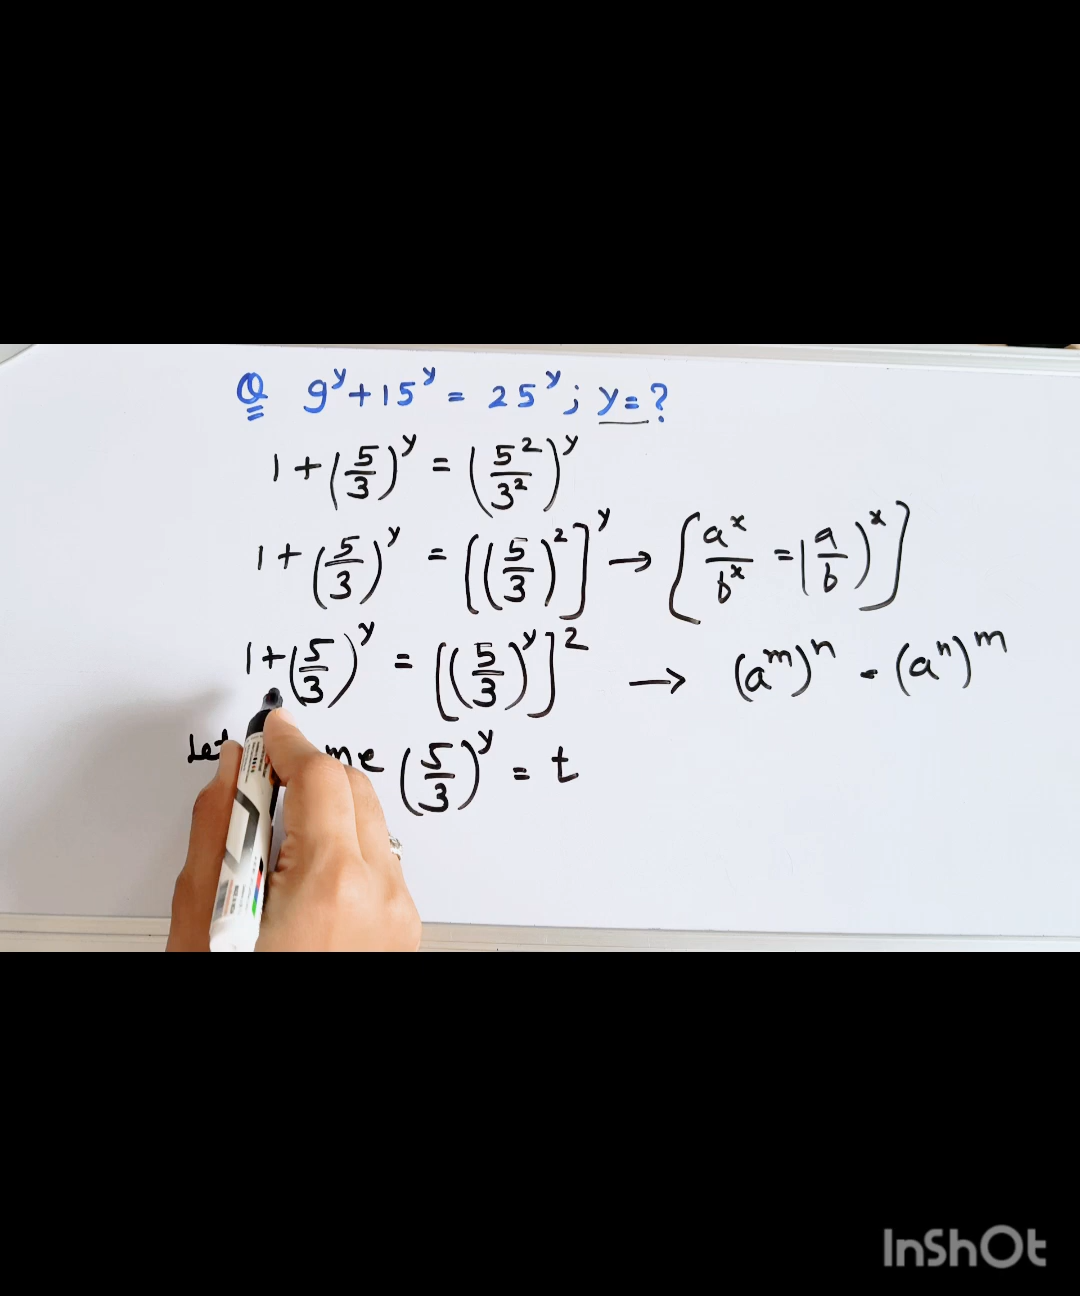 Q 9^y + 15^y = 25^y ; y = ?
1 + (5/3)^y = (5^2/3^2)^y
1 + (5/3)^y = [(5/3)^2]^y → [a^x/b^x = (a/b)^x]
1 + (5/3)^y = [(5/3)^y]^2 → (a^m)^n = (a^n)^m
Let (5/3)^y = t
InShOt